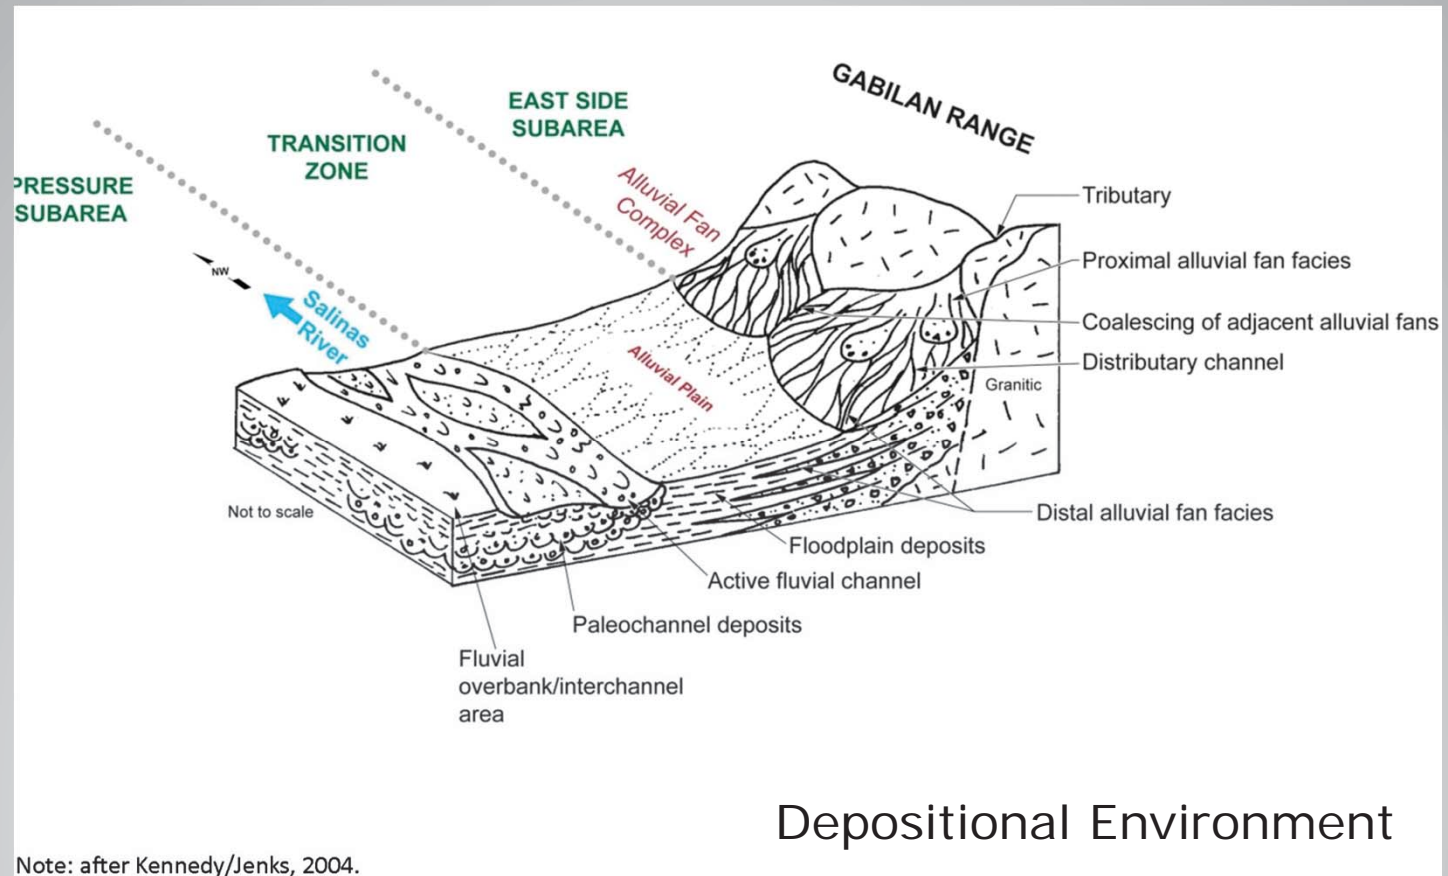 GABILAN RANGE
EAST SIDE
SUBAREA
TRANSITION
ZONE
PRESSURE
SUBAREA
Alluvial Fan
Complex
Tributary
Proximal alluvial fan facies
NW
Salinas
River
Coalescing of adjacent alluvial fans
Alluvial Plain
Distributary channel
Granitic
Not to scale
Distal alluvial fan facies
Floodplain deposits
Active fluvial channel
Paleochannel deposits
Fluvial
overbank/interchannel
area
Depositional Environment
Note: after Kennedy/Jenks, 2004.